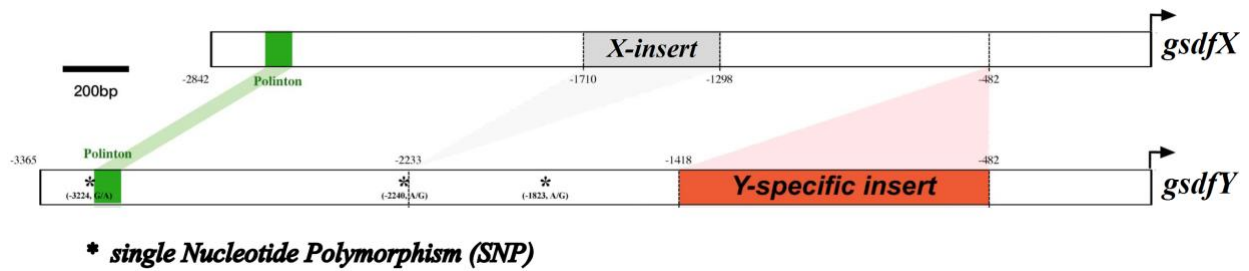 X-insert
gsdfX
-2842
Polinton
-1710
-1298
-482
200bp
Polinton
-3365
-2233
-1418
-482
*
*
*
Y-specific insert
gsdfY
(-3224, G/A)
(-2240, A/G)
(-1823, A/G)
* single Nucleotide Polymorphism (SNP)